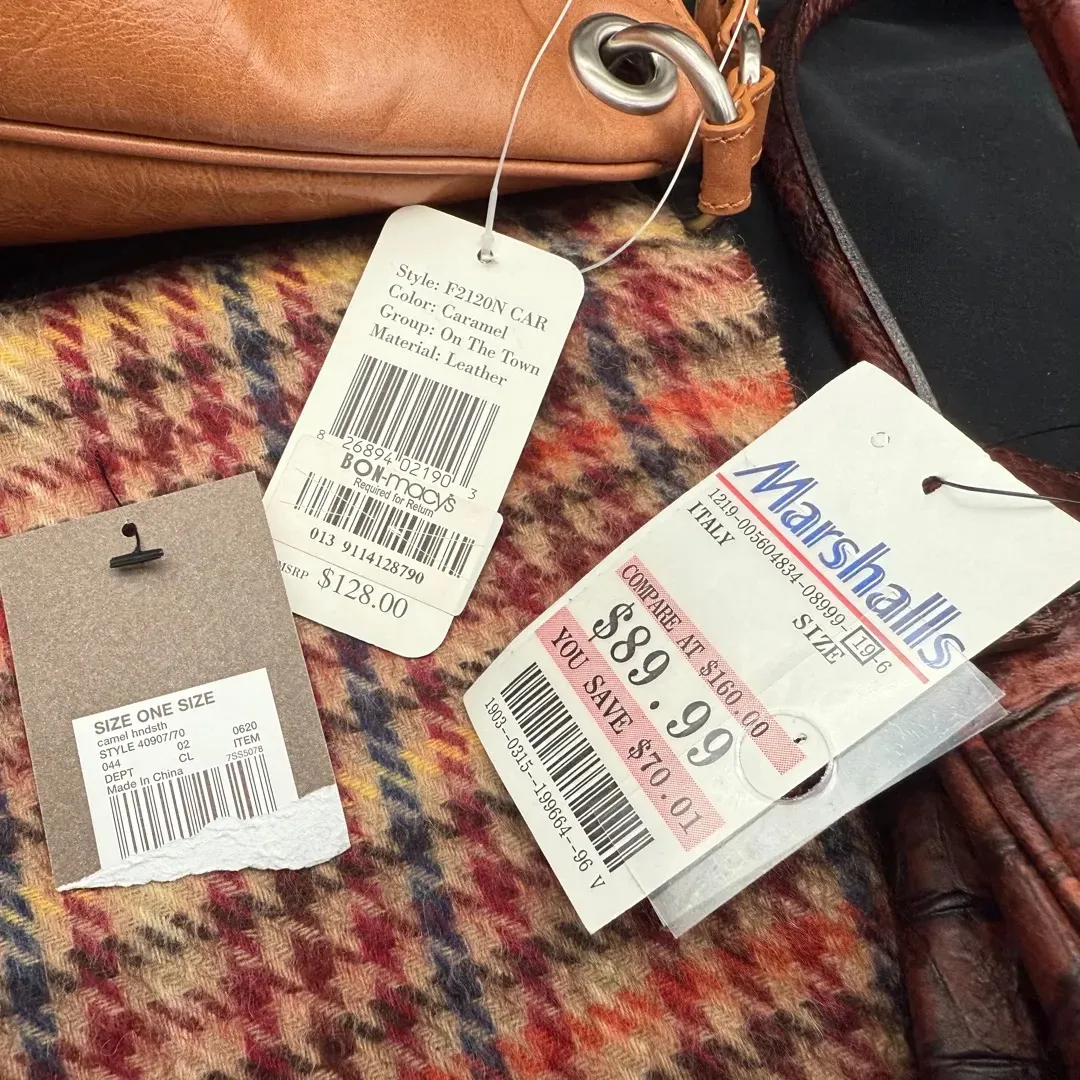 Style: F2120N CAR
Color: Caramel
Group: On The Town
Material: Leather
8 26894 02190 3
BON-macy's
Required for Return
013 9114128790
MSRP $128.00
SIZE ONE SIZE
camel hndsth 0620
STYLE 40907/70
044 02 ITEM
DEPT CL 7SS5078
Made In China
Marshalls
1219-005604834-08999-19-6
ITALY SIZE
COMPARE AT $160.00
$89.99
YOU SAVE $70.01
1903--0315--199664--96 V